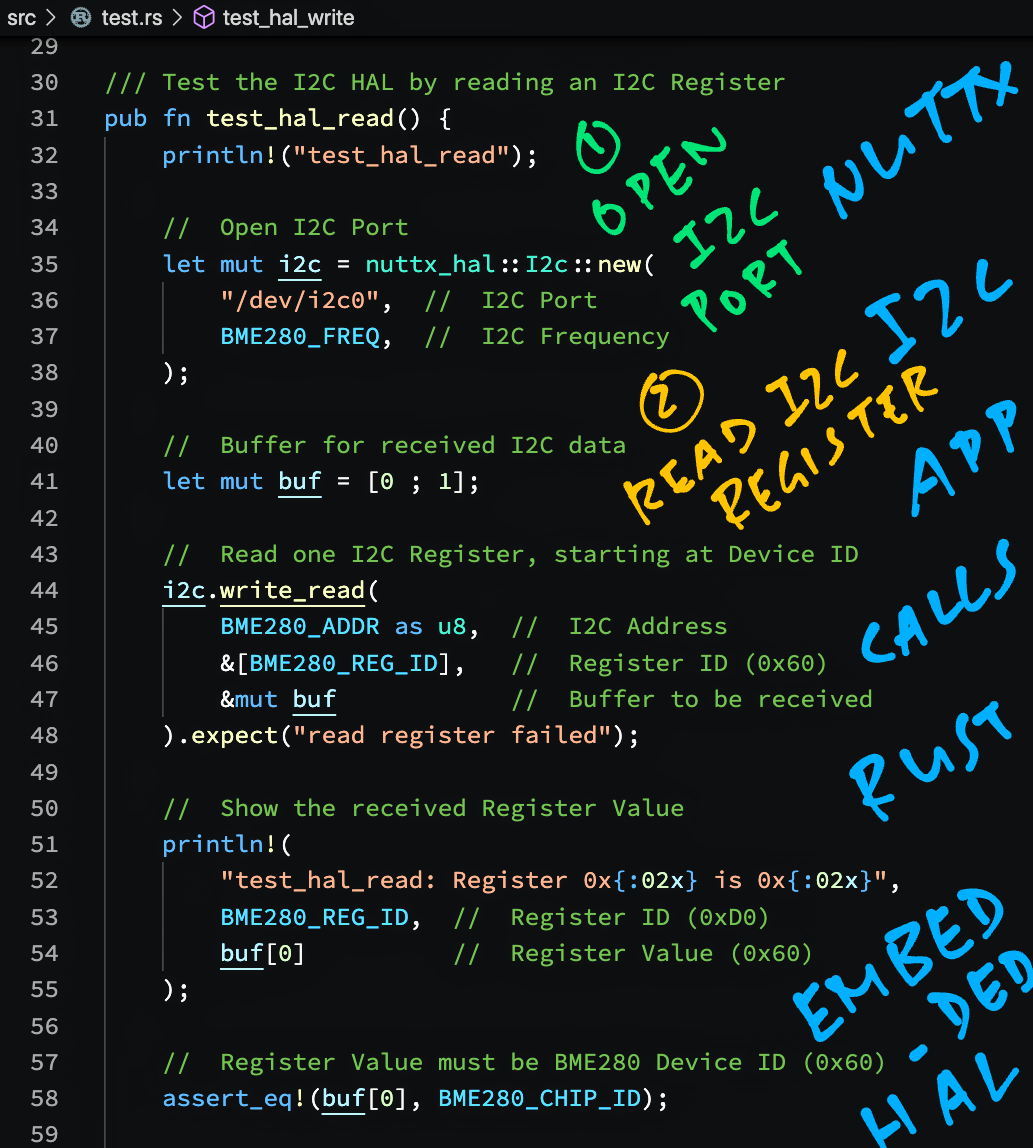 src > test.rs > test_hal_write
29
30 /// Test the I2C HAL by reading an I2C Register
31 pub fn test_hal_read() {
32     println!("test_hal_read");
33
34     //  Open I2C Port
35     let mut i2c = nuttx_hal::I2c::new(
36         "/dev/i2c0",  //  I2C Port
37         BME280_FREQ,  //  I2C Frequency
38     );
39
40     //  Buffer for received I2C data
41     let mut buf = [0 ; 1];
42
43     //  Read one I2C Register, starting at Device ID
44     i2c.write_read(
45         BME280_ADDR as u8,  //  I2C Address
46         &[BME280_REG_ID],   //  Register ID (0x60)
47         &mut buf            //  Buffer to be received
48     ).expect("read register failed");
49
50     //  Show the received Register Value
51     println!(
52         "test_hal_read: Register 0x{:02x} is 0x{:02x}",
53         BME280_REG_ID,  //  Register ID (0xD0)
54         buf[0]          //  Register Value (0x60)
55     );
56
57     //  Register Value must be BME280 Device ID (0x60)
58     assert_eq!(buf[0], BME280_CHIP_ID);
59
1
OPEN
I2C
PORT
2
READ I2C
REGISTER
NUTTX
I2C
APP
CALLS
RUST
EMBED
-DED
HAL